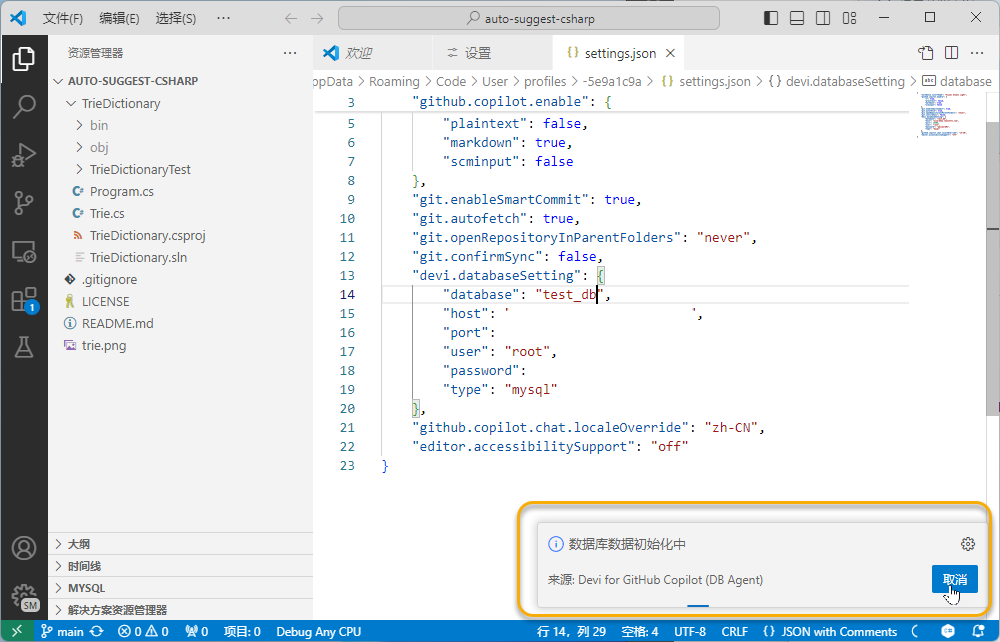 文件(F) 编辑(E) 选择(S) ··· auto-suggest-csharp
资源管理器 ···
欢迎 设置 {} settings.json ···
ppData > Roaming > Code > User > profiles > -5e9a1c9a > {} settings.json > {} devi.databaseSetting > abc database
AUTO-SUGGEST-CSHARP
TrieDictionary
bin
obj
TrieDictionaryTest
Program.cs
Trie.cs
TrieDictionary.csproj
TrieDictionary.sln
.gitignore
LICENSE
README.md
trie.png
大纲
时间线
MYSQL
解决方案资源管理器
1
SM
3 "github.copilot.enable": {
5 "plaintext": false,
6 "markdown": true,
7 "scminput": false
8 },
9 "git.enableSmartCommit": true,
10 "git.autofetch": true,
11 "git.openRepositoryInParentFolders": "never",
12 "git.confirmSync": false,
13 "devi.databaseSetting": {
14 "database": "test_db",
15 "host": ' ',
16 "port":
17 "user": "root",
18 "password":
19 "type": "mysql"
20 },
21 "github.copilot.chat.localeOverride": "zh-CN",
22 "editor.accessibilitySupport": "off"
23 }
数据库数据初始化中
来源: Devi for GitHub Copilot (DB Agent)
取消
main 0 0 0 项目: 0 Debug Any CPU 行 14，列 29 空格: 4 UTF-8 CRLF {} JSON with Comments